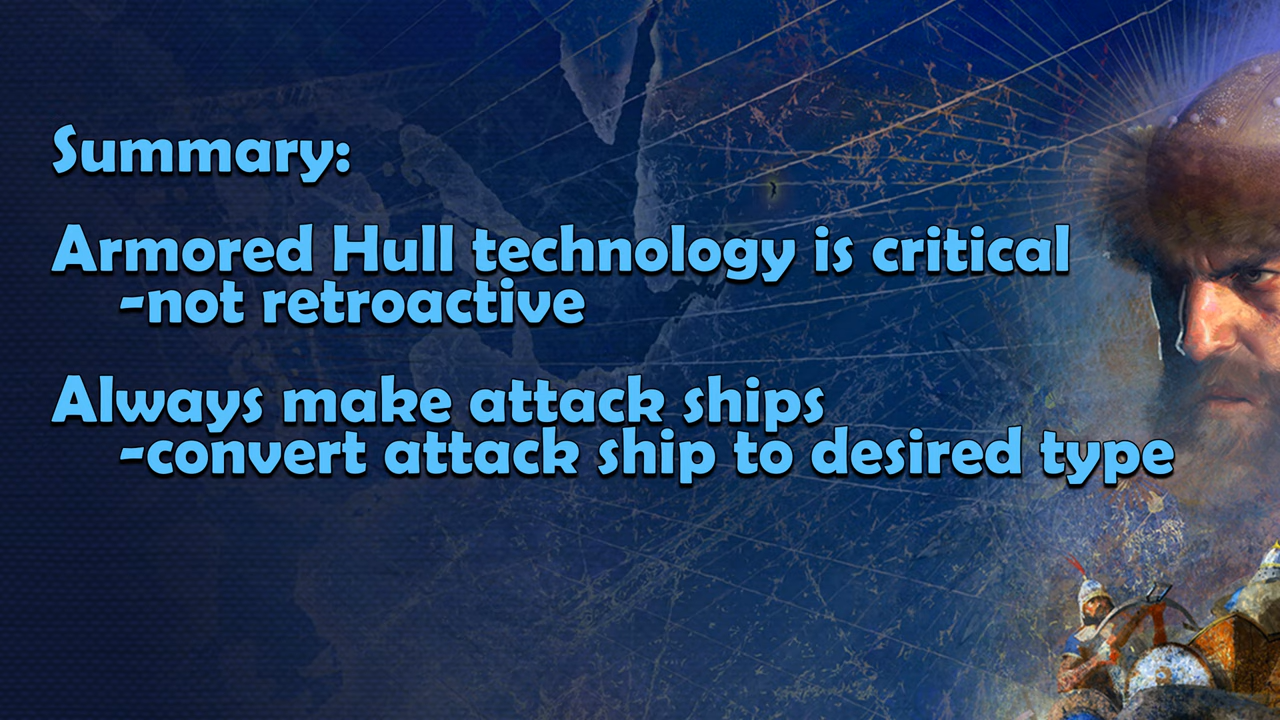 Summary:
Armored Hull technology is critical
-not retroactive
Always make attack ships
-convert attack ship to desired type